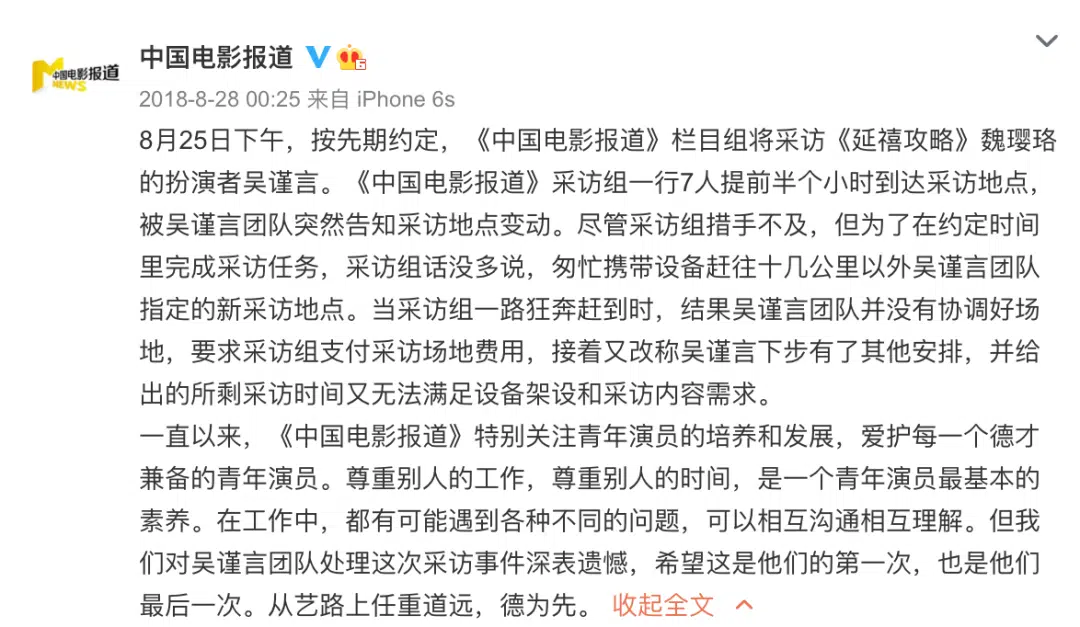 中国电影报道
中国电影报道
NEWS
2018-8-28 00:25 来自 iPhone 6s
8月25日下午，按先期约定，《中国电影报道》栏目组将采访《延禧攻略》魏璎珞
的扮演者吴谨言。《中国电影报道》采访组一行7人提前半个小时到达采访地点，
被吴谨言团队突然告知采访地点变动。尽管采访组措手不及，但为了在约定时间
里完成采访任务，采访组话没多说，匆忙携带设备赶往十几公里以外吴谨言团队
指定的新采访地点。当采访组一路狂奔赶到时，结果吴谨言团队并没有协调好场
地，要求采访组支付采访场地费用，接着又改称吴谨言下步有了其他安排，并给
出的所剩采访时间又无法满足设备架设和采访内容需求。
一直以来，《中国电影报道》特别关注青年演员的培养和发展，爱护每一个德才
兼备的青年演员。尊重别人的工作，尊重别人的时间，是一个青年演员最基本的
素养。在工作中，都有可能遇到各种不同的问题，可以相互沟通相互理解。但我
们对吴谨言团队处理这次采访事件深表遗憾，希望这是他们的第一次，也是他们
最后一次。从艺路上任重道远，德为先。 收起全文